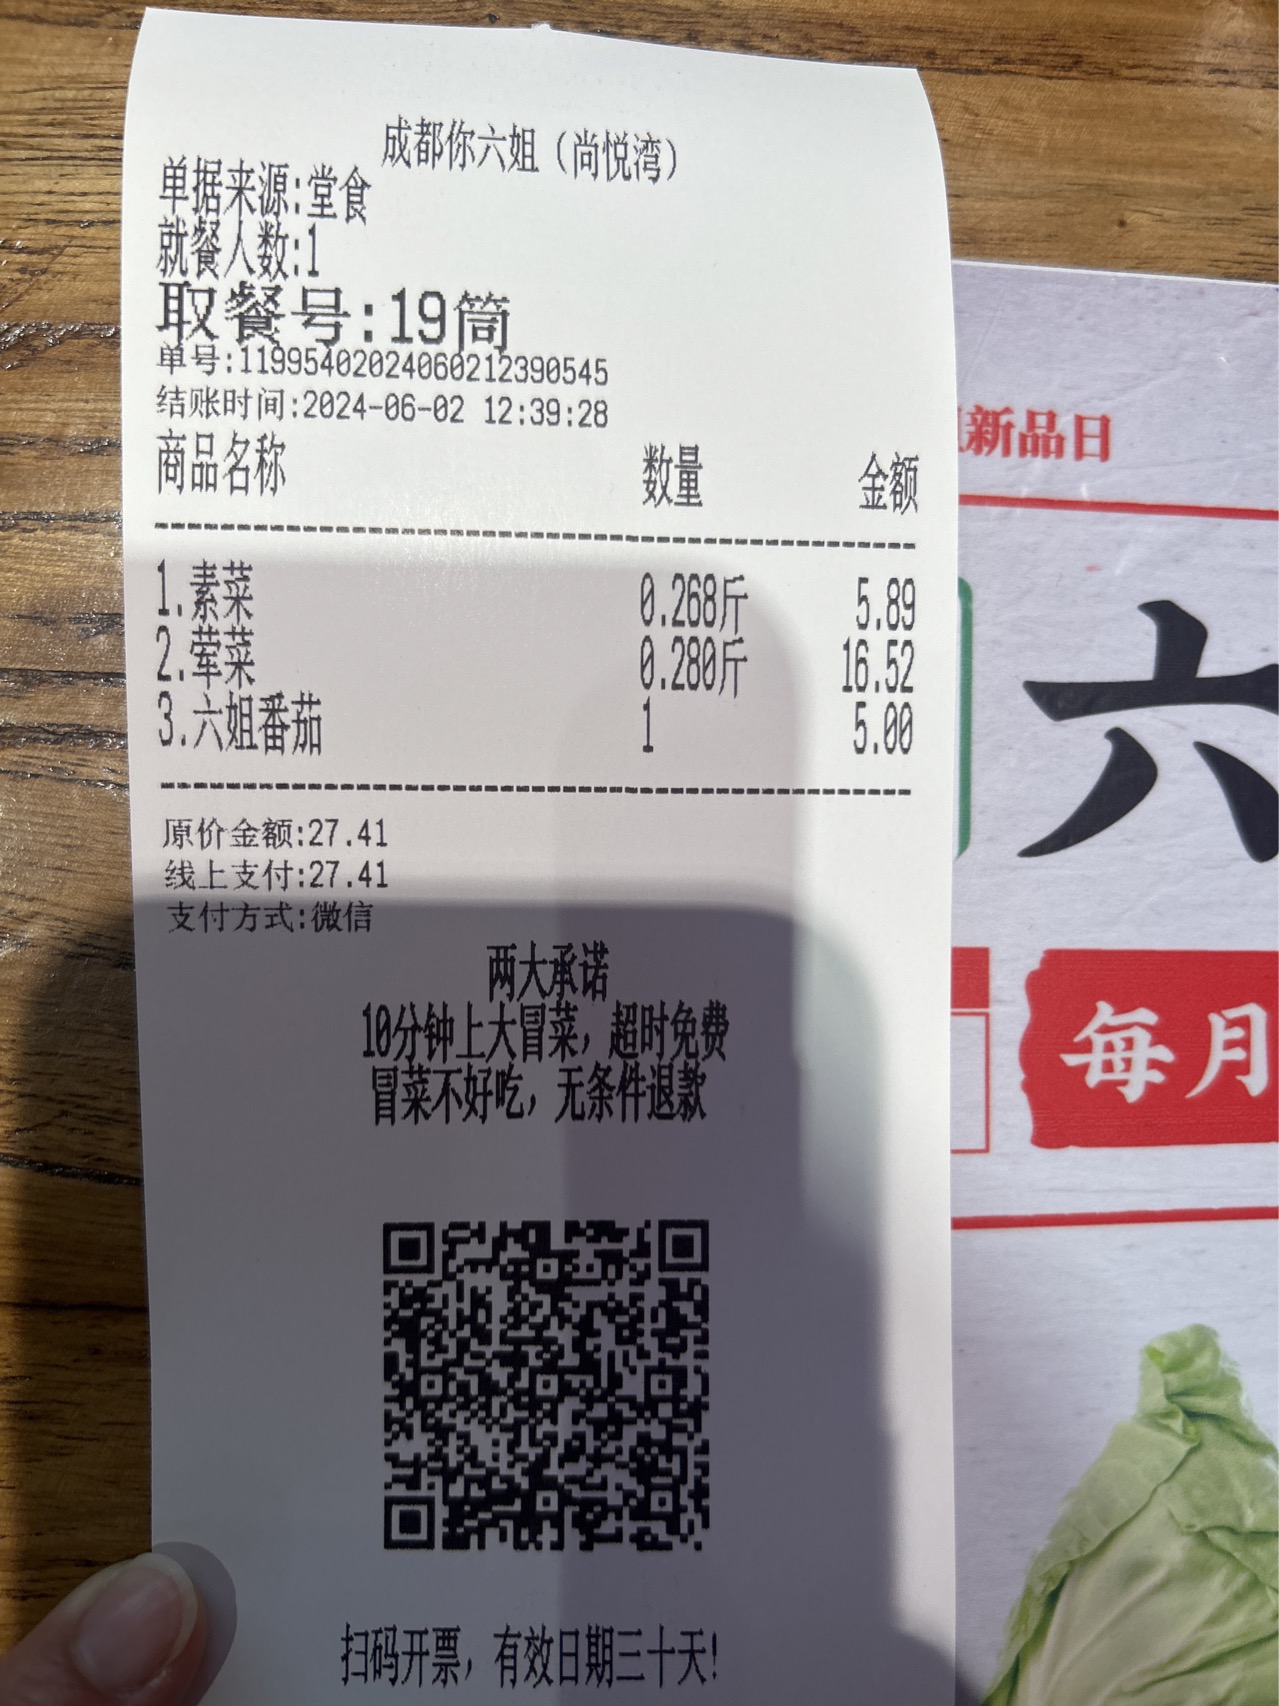 成都你六姐（尚悦湾）
单据来源:堂食
就餐人数:1
取餐号:19筒
单号:11995402024060212390545
结账时间:2024-06-02 12:39:28
商品名称 数量 金额
1.素菜 0.268斤 5.89
2.荤菜 0.280斤 16.52
3.六姐番茄 1 5.00
原价金额:27.41
线上支付:27.41
支付方式:微信
两大承诺
10分钟上大冒菜，超时免费
冒菜不好吃，无条件退款
扫码开票，有效日期三十天!
新品日
六
每月